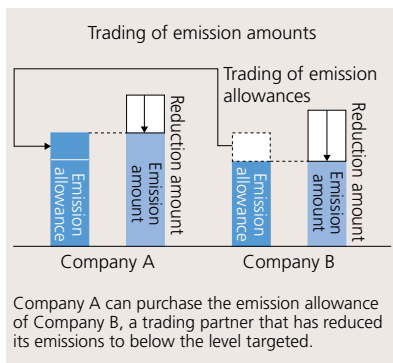 Trading of emission amounts
Trading of emission
allowances
Emission
allowance
Emission
amount
Reduction amount
Emission
allowance
Emission
amount
Reduction amount
Company A
Company B
Company A can purchase the emission allowance
of Company B, a trading partner that has reduced
its emissions to below the level targeted.